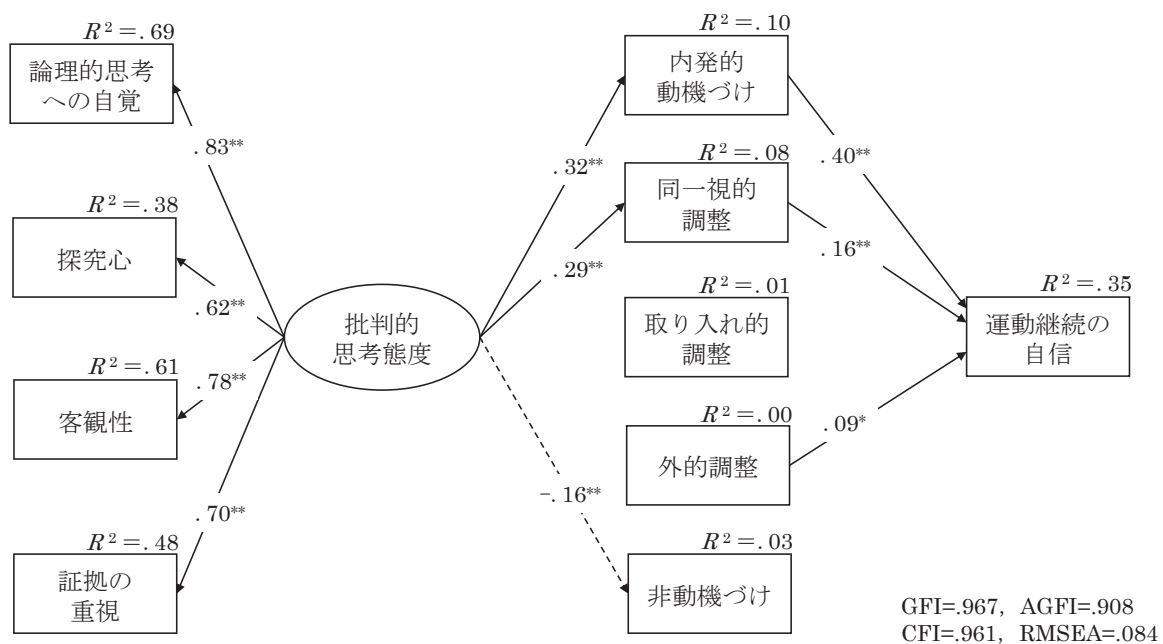 R²=.69
論理的思考
への自覚
.83**
R²=.38
探究心
.62**
R²=.61
客観性
.78**
R²=.48
証拠の
重視
.70**
批判的
思考態度
R²=.10
内発的
動機づけ
.32**
R²=.08
同一視的
調整
.29**
R²=.01
取り入れ的
調整
R²=.00
外的調整
-.16**
R²=.03
非動機づけ
.40**
.16**
.09*
R²=.35
運動継続の
自信
GFI=.967, AGFI=.908
CFI=.961, RMSEA=.084